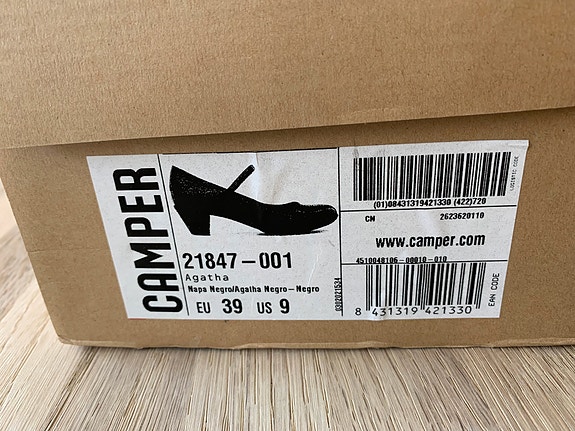 CAMPER
21847-001
Agatha
Napa Negro/Agatha Negro-Negro
EU 39 US 9
(01)08431319421330 (422)720
CN 2623620110
www.camper.com
4510048106-00010-010
8 431319 421330
EAN CODE